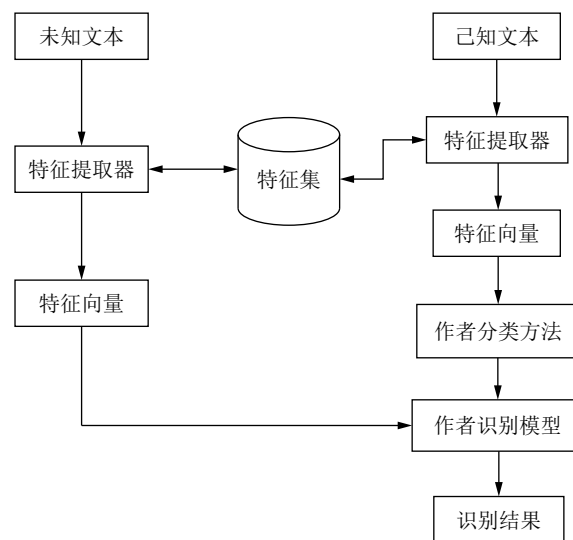 未知文本
己知文本
特征提取器
特征集
特征提取器
特征向量
特征向量
作者分类方法
作者识别模型
识别结果